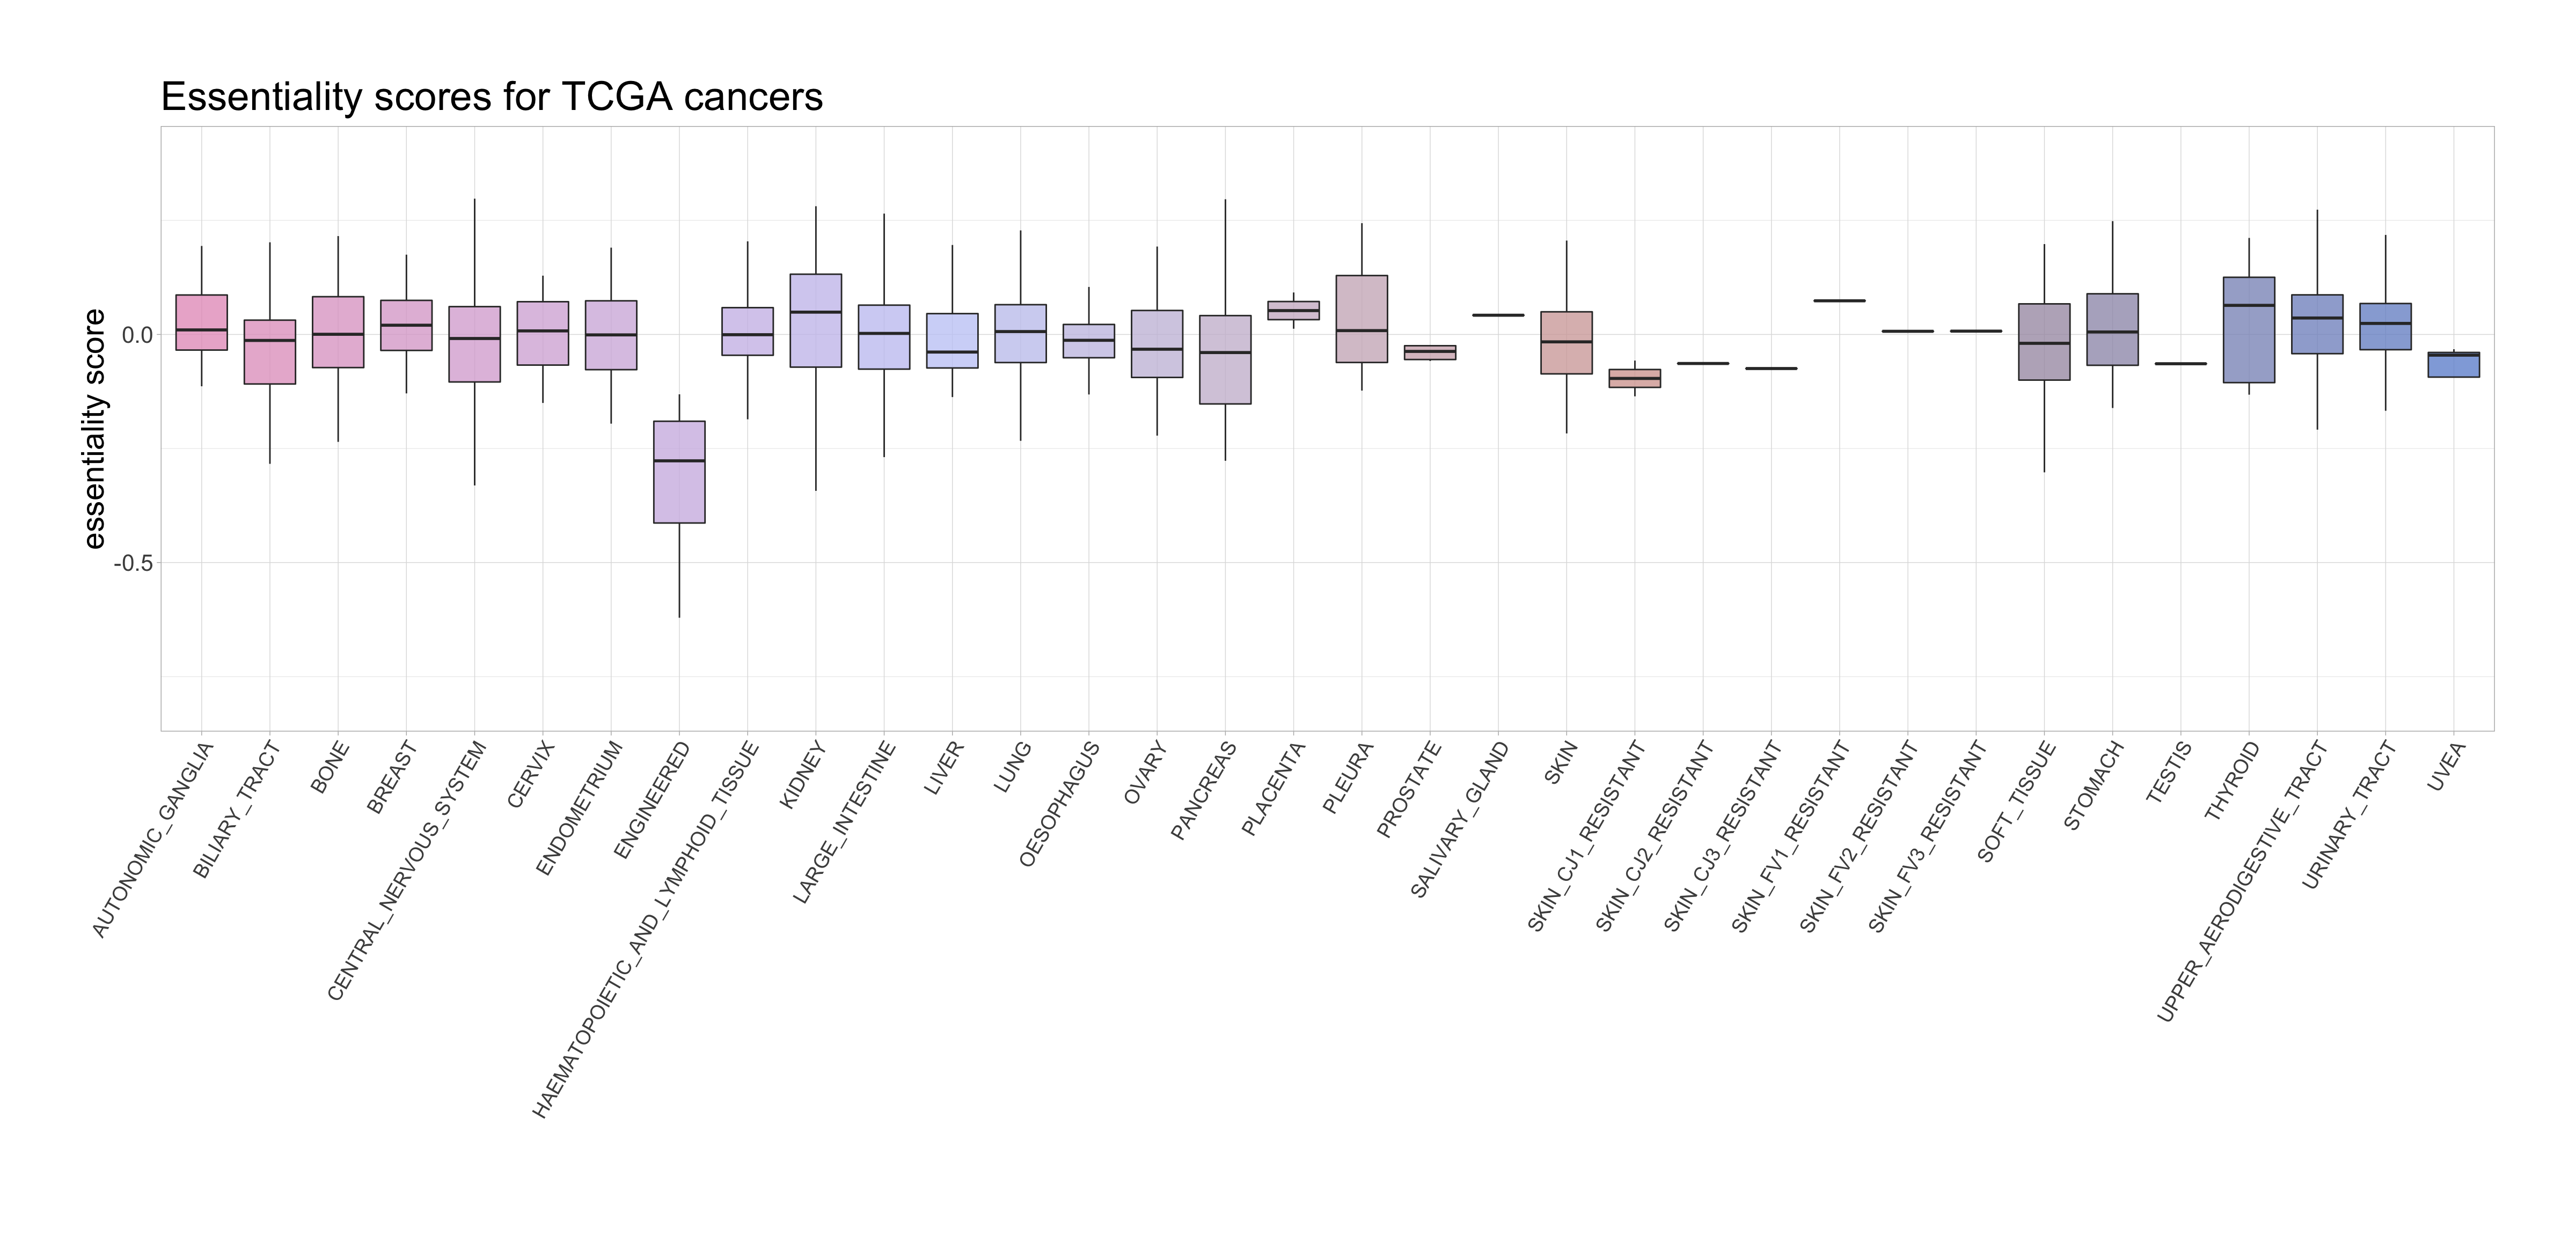 Essentiality scores for TCGA cancers
essentiality score
0.0
-0.5
AUTONOMIC_GANGLIA
BILIARY_TRACT
BONE
BREAST
CENTRAL_NERVOUS_SYSTEM
CERVIX
ENDOMETRIUM
ENGINEERED
HAEMATOPOIETIC_AND_LYMPHOID_TISSUE
KIDNEY
LARGE_INTESTINE
LIVER
LUNG
OESOPHAGUS
OVARY
PANCREAS
PLACENTA
PLEURA
PROSTATE
SALIVARY_GLAND
SKIN
SKIN_CJ1_RESISTANT
SKIN_CJ2_RESISTANT
SKIN_CJ3_RESISTANT
SKIN_FV1_RESISTANT
SKIN_FV2_RESISTANT
SKIN_FV3_RESISTANT
SOFT_TISSUE
STOMACH
TESTIS
THYROID
UPPER_AERODIGESTIVE_TRACT
URINARY_TRACT
UVEA